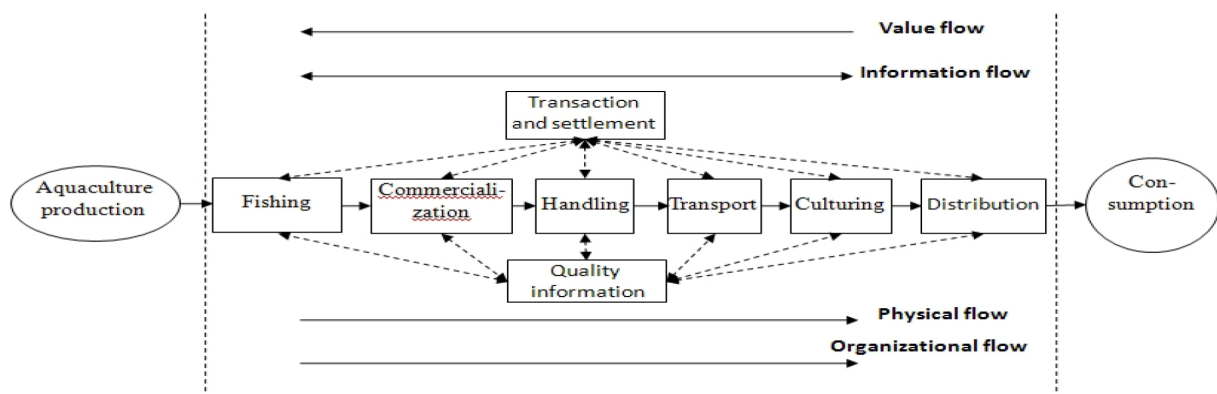 Value flow
Information flow
Transaction
and settlement
Aquaculture
production
Fishing
Commerciali-
zation
Handling
Transport
Culturing
Distribution
Con-
sumption
Quality
information
Physical flow
Organizational flow